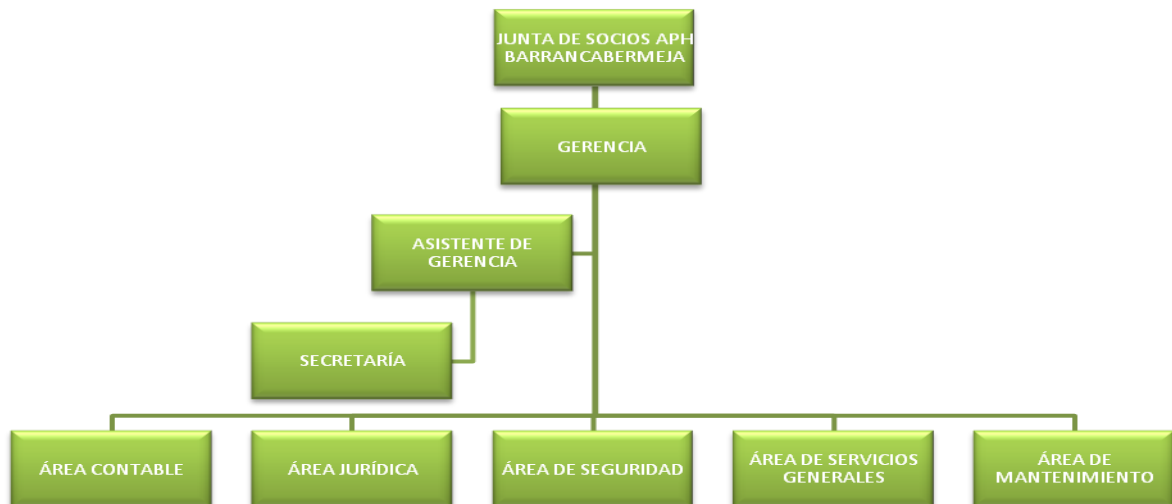 JUNTA DE SOCIOS APH
BARRANCABERMEJA
GERENCIA
ASISTENTE DE
GERENCIA
SECRETARÍA
ÁREA CONTABLE
ÁREA JURÍDICA
ÁREA DE SEGURIDAD
ÁREA DE SERVICIOS
GENERALES
ÁREA DE
MANTENIMIENTO